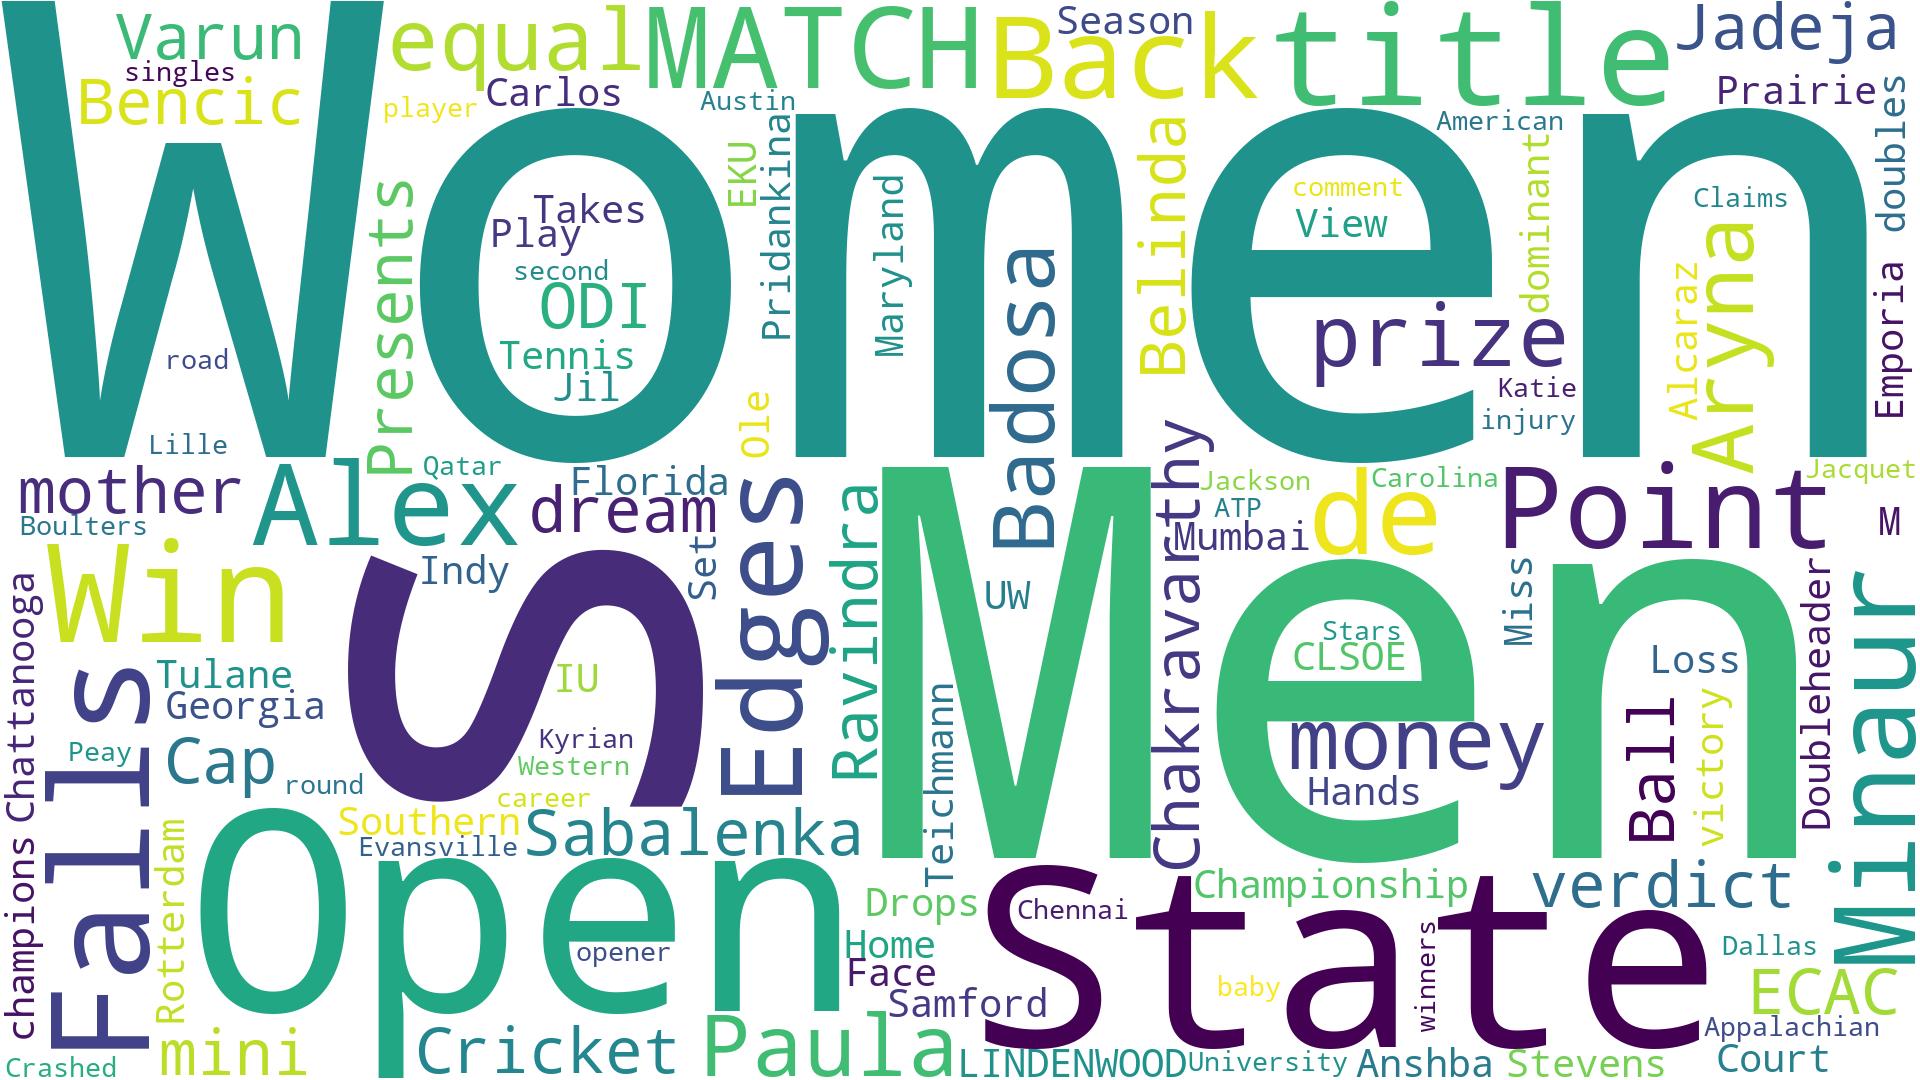 Women
S
Men
Open
State
Varun
singles
Bencic
equal
player
Carlos
MATCH
Austin
Back
Season
title
American
Jadeja
Prairie
doubles
Presents
Takes
Play
second
ODI
Tennis
Jil
EKU
Pridankina
Maryland
Badosa
Belinda
comment
View
dominant
prize
Katie
injury
Claims
Alcaraz
Aryna
Emporia
road
Lille
Ole
mother
Boulters
Alex
Qatar
Florida
dream
Set
Edges
Ravindra
UW
Chakravarthy
Jackson
ATP
Mumbai
Carolina
de
Point
Jacquet
M
Win
Indy
Miss
Stars
CLSOE
Loss
Doubleheader
Minaur
Chattanooga
champions
Falls
Tulane
Georgia
Peay
Cap
round
IU
Kyrian
Western
career
Southern
Evansville
Sabalenka
Teichmann
money
Hands
Ball
victory
Rotterdam
opener
Drops
Home
Face
Samford
Chennai
Championship
verdict
baby
winners
Dallas
ECAC
Appalachian
Crashed
mini
Cricket
Paula
LINDENWOOD
University
Anshba
Stevens
Court